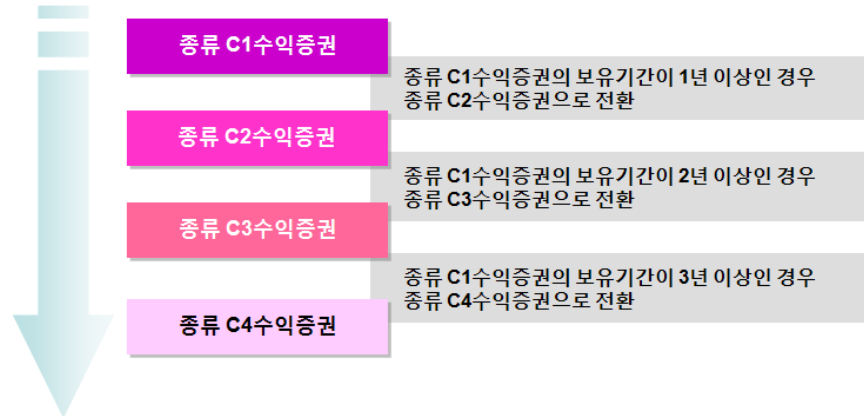 종류 C1수익증권
종류 C1수익증권의 보유기간이 1년 이상인 경우
종류 C2수익증권으로 전환
종류 C2수익증권
종류 C1수익증권의 보유기간이 2년 이상인 경우
종류 C3수익증권으로 전환
종류 C3수익증권
종류 C1수익증권의 보유기간이 3년 이상인 경우
종류 C4수익증권으로 전환
종류 C4수익증권